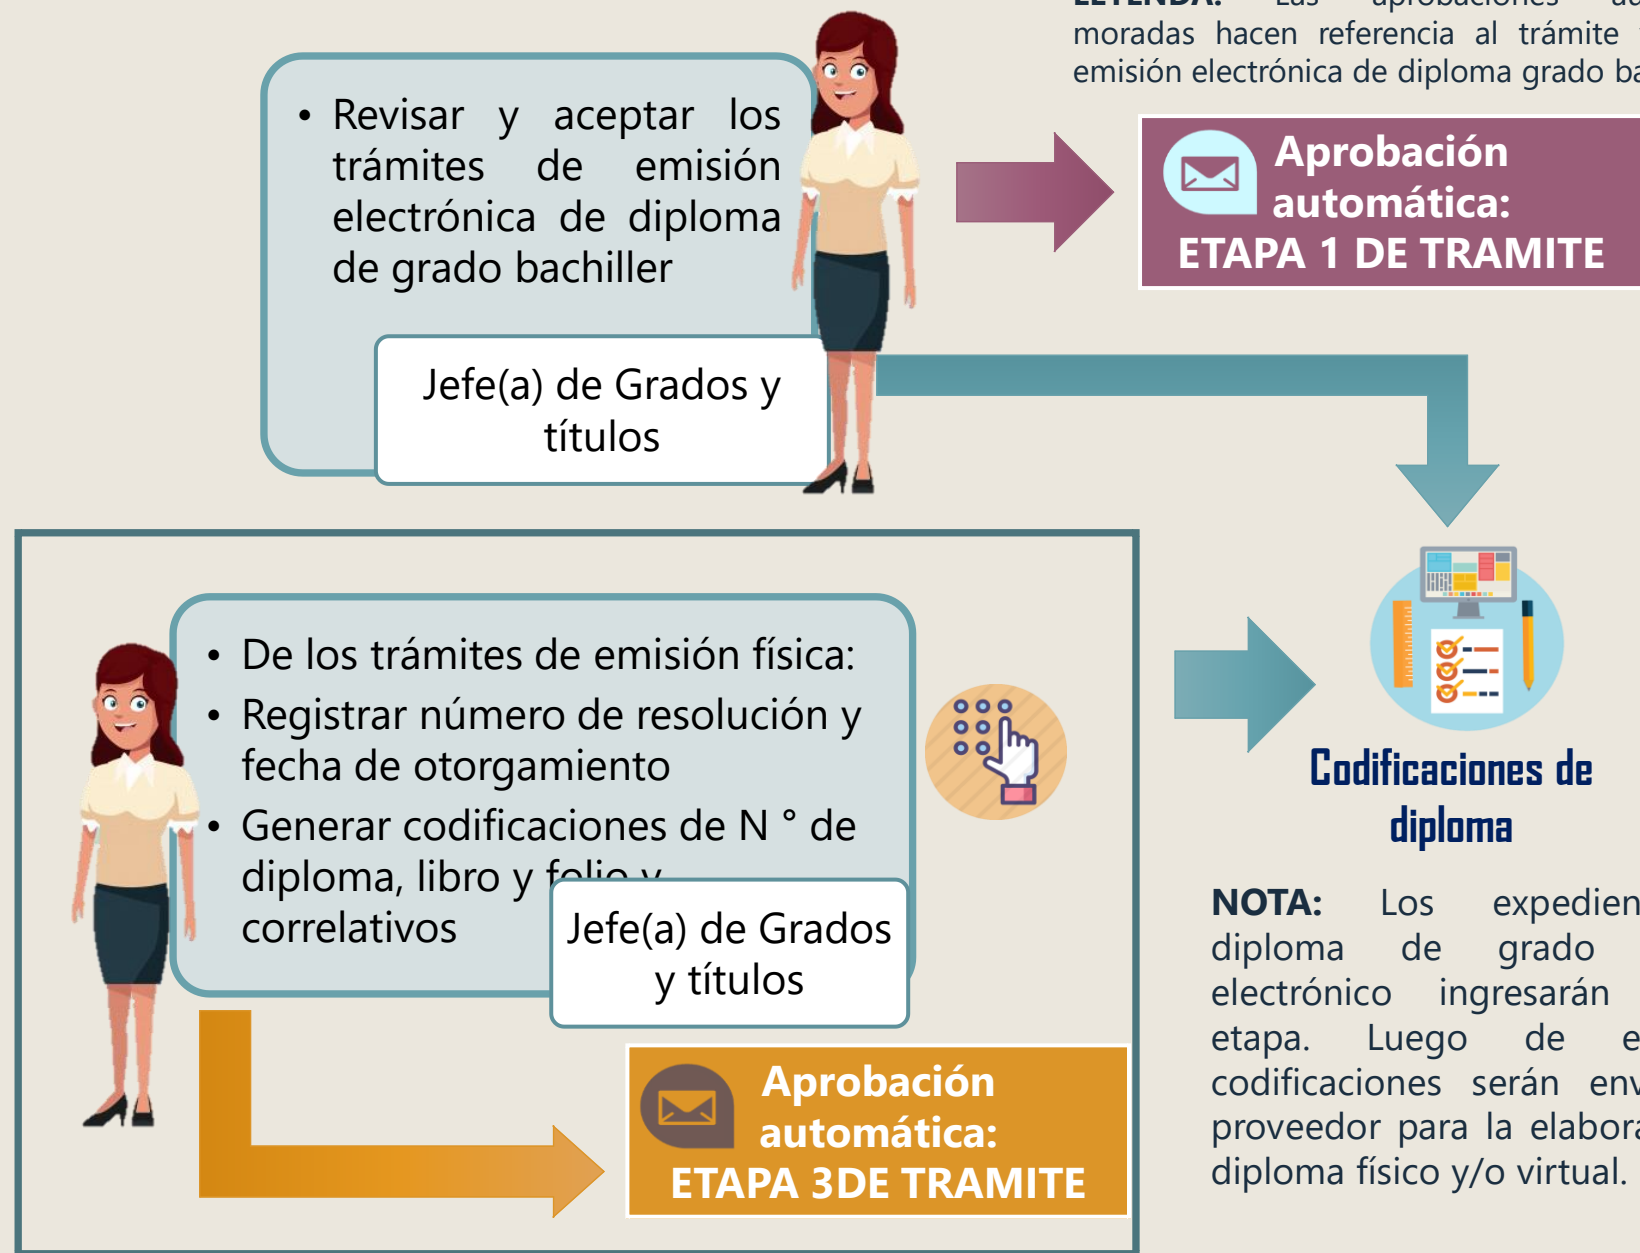 LEYENDA: Las aprobaciones
moradas hacen referencia al trámite
emisión electrónica de diploma grado
• Revisar y aceptar los
trámites de emisión
electrónica de diploma
de grado bachiller
Jefe(a) de Grados y
títulos
Aprobación
automática:
ETAPA 1 DE TRAMITE
• De los trámites de emisión física:
• Registrar número de resolución y
fecha de otorgamiento
• Generar codificaciones de N ° de
diploma, libro y folio y
correlativos
Jefe(a) de Grados
y títulos
Aprobación
automática:
ETAPA 3DE TRAMITE
Codificaciones de
diploma
NOTA: Los
diploma de grado
electrónico ingresarán
etapa. Luego de
codificaciones serán
proveedor para la
diploma físico y/o virtual.